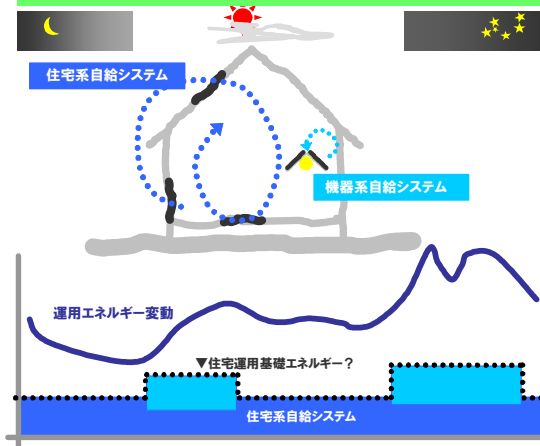 住宅系自給システム
機器系自給システム
運用エネルギー変動
▼住宅運用基礎エネルギー?
住宅系自給システム